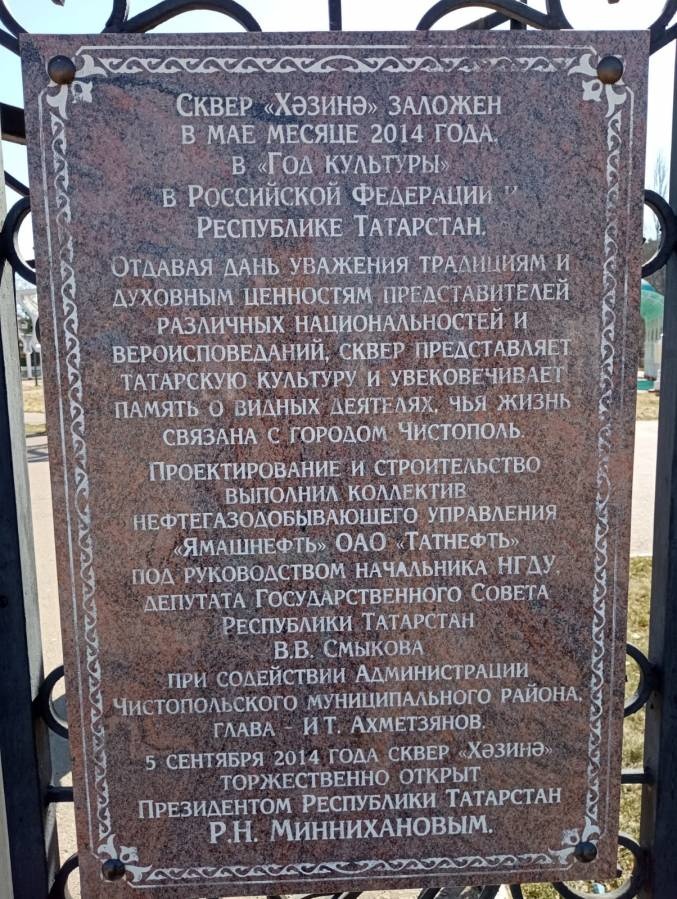 Сквер «Хәзинә» заложен
в мае месяце 2014 года,
в «Год культуры»
в Российской Федерации и
Республике Татарстан.
Отдавая дань уважения традициям и
духовным ценностям представителей
различных национальностей и
вероисповеданий, сквер представляет
татарскую культуру и увековечивает
память о видных деятелях, чья жизнь
связана с городом Чистополь.
Проектирование и строительство
выполнил коллектив
нефтегазодобывающего управления
«Ямашнефть» ОАО «Татнефть»
под руководством начальника НГДУ,
депутата Государственного Совета
Республики Татарстан
В.В. Смыкова
при содействии Администрации
Чистопольского муниципального района,
глава - И.Т. Ахметзянов.
5 сентября 2014 года сквер «Хәзинә»
торжественно открыт
Президентом Республики Татарстан
Р.Н. Миннихановым.